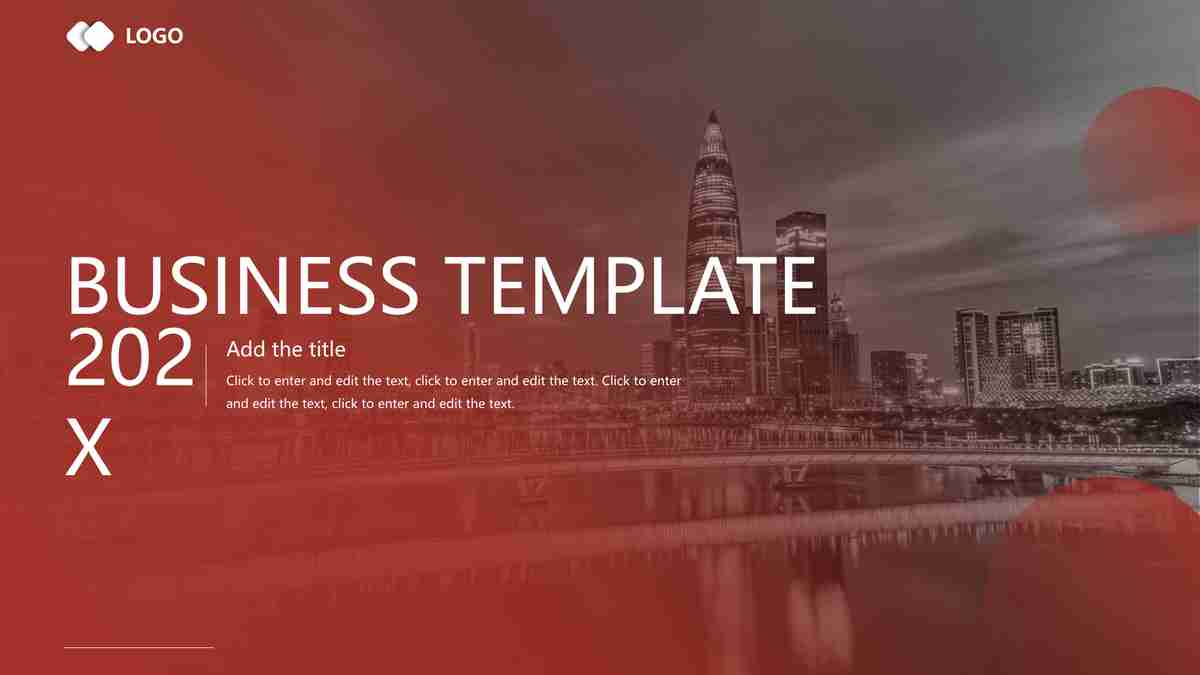 LOGO
BUSINESS TEMPLATE
202
X
Add the title
Click to enter and edit the text, click to enter and edit the text. Click to enter
and edit the text, click to enter and edit the text.